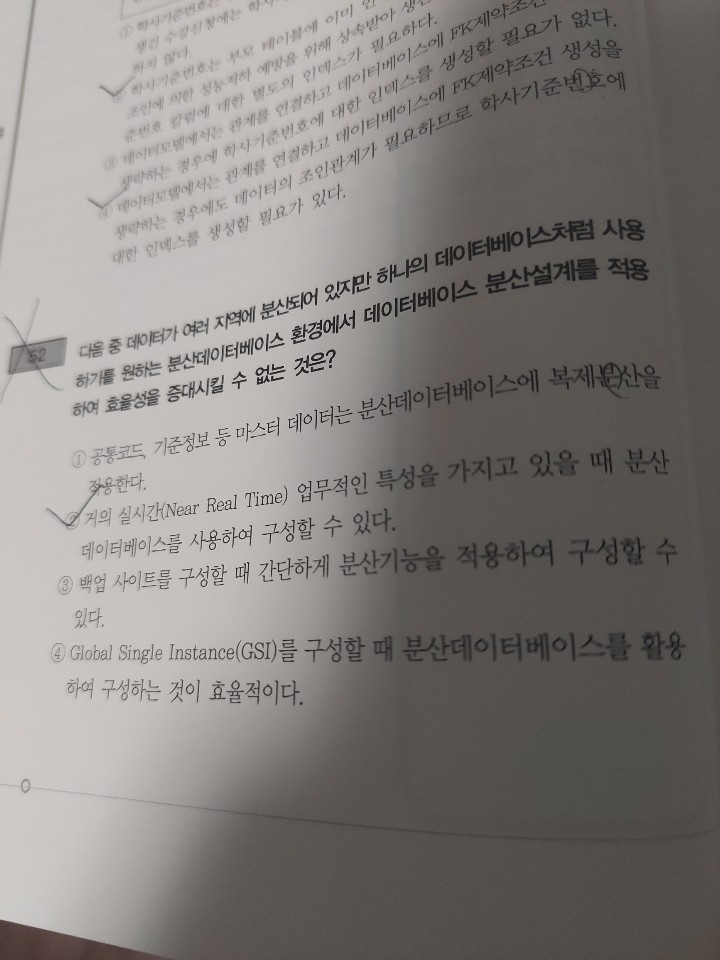 ① 학사기준번호는 부모 테이블에 이미 인
생긴 수강신청에는 학사
하지 않다.
② 학사기준번호는 부모 테이블에 이미 인
조인에 의한 성능저하 예방을 위해 상속받아 생
준번호 칼럼에 대한 별도의 인덱스가 필요하다.
③ 데이터모델에서는 관계를 연결하고 데이터베이스에 FK제약조건
생략하는 경우에 학사기준번호에 대한 인덱스를 생성할 필요가 없다.
④ 데이터모델에서는 관계를 연결하고 데이터베이스에 FK제약조건 생성을
생략하는 경우에도 데이터의 조인관계가 필요하므로 학사기준번호에
대한 인덱스를 생성할 필요가 있다.
52 다음 중 데이터가 여러 지역에 분산되어 있지만 하나의 데이터베이스처럼 사용
하기를 원하는 분산데이터베이스 환경에서 데이터베이스 분산설계를 적용
하여 효율성을 증대시킬 수 없는 것은?
① 공통코드, 기준정보 등 마스터 데이터는 분산데이터베이스에 복제분산을
적용한다.
② 거의 실시간(Near Real Time) 업무적인 특성을 가지고 있을 때 분산
데이터베이스를 사용하여 구성할 수 있다.
③ 백업 사이트를 구성할 때 간단하게 분산기능을 적용하여 구성할 수
있다.
④ Global Single Instance(GSI)를 구성할 때 분산데이터베이스를 활용
하여 구성하는 것이 효율적이다.